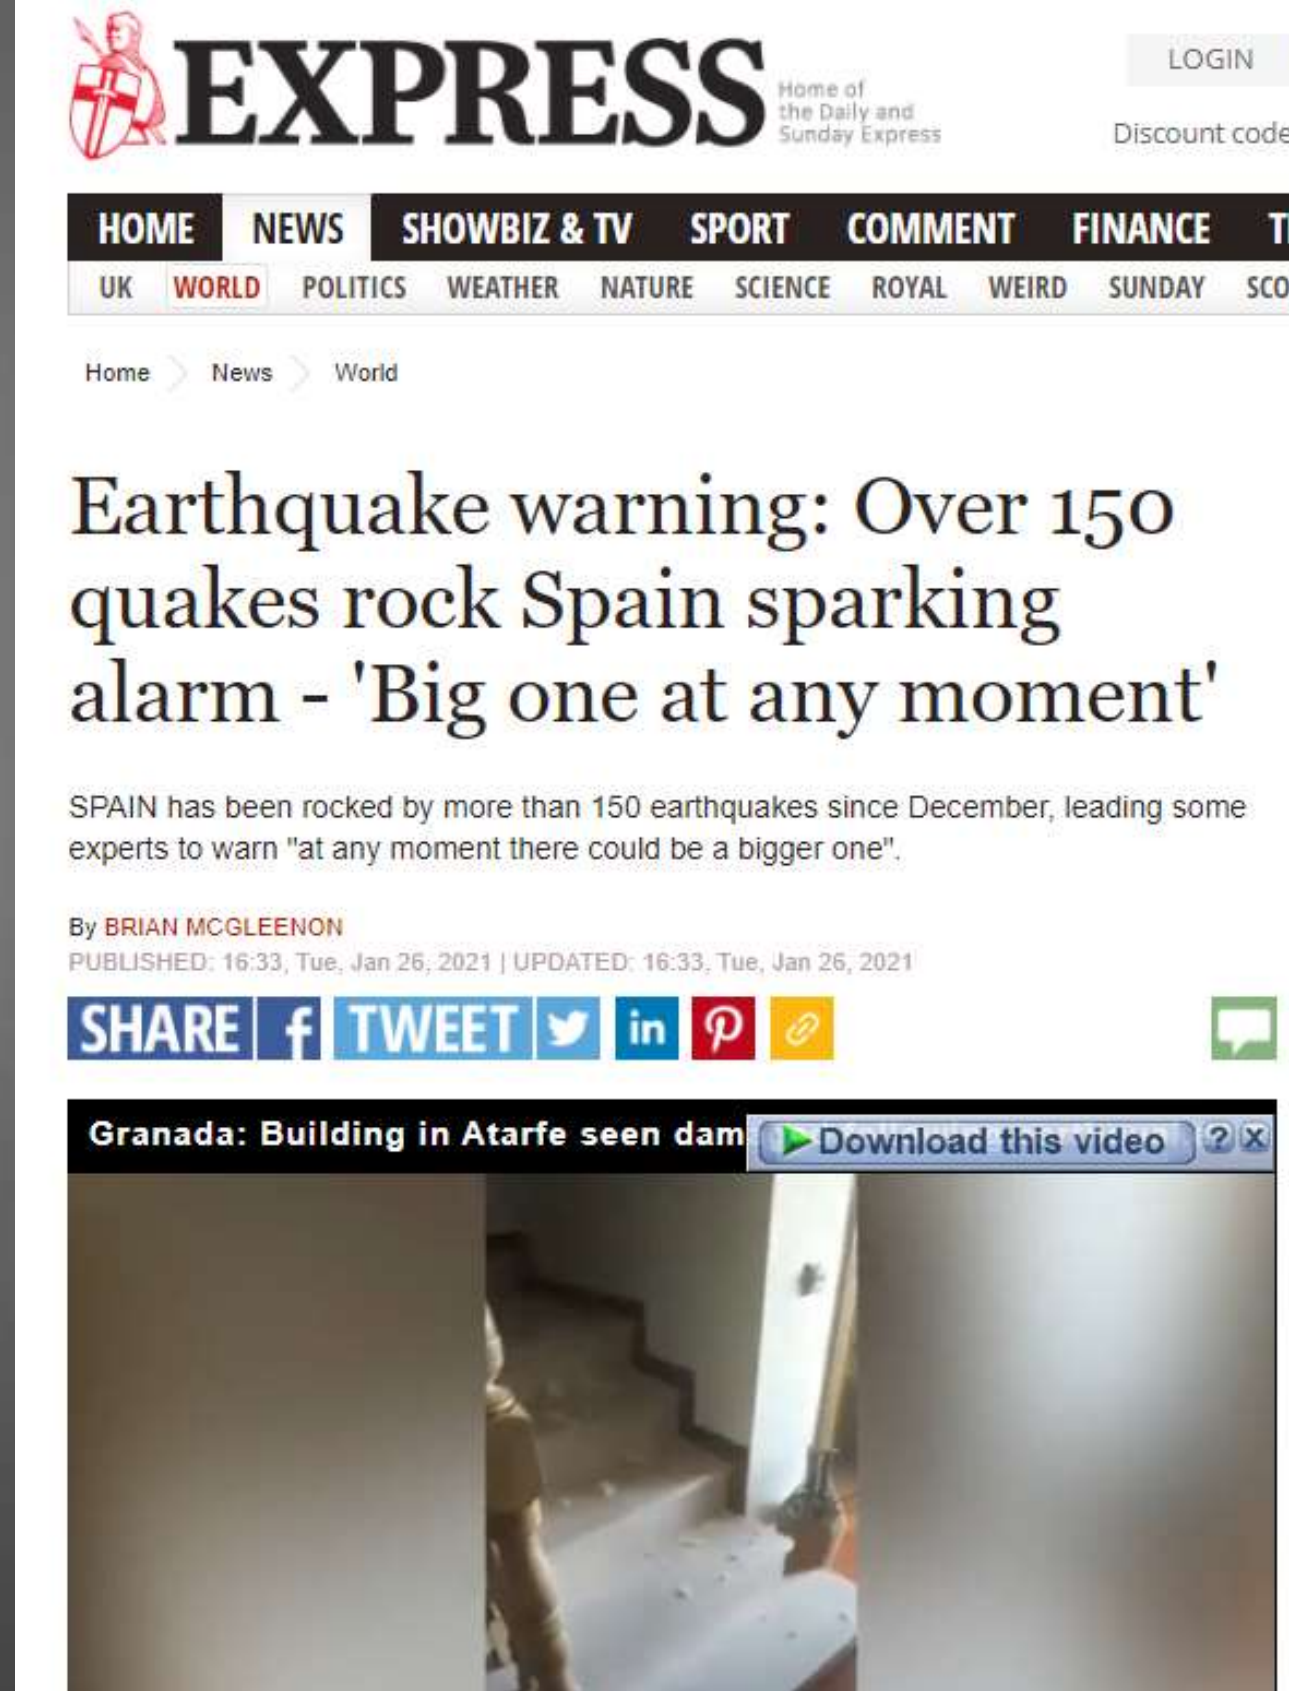 EXPRESS
Home of
the Daily and
Sunday Express
LOGIN
Discount code
HOME NEWS SHOWBIZ & TV SPORT COMMENT FINANCE
UK WORLD POLITICS WEATHER NATURE SCIENCE ROYAL WEIRD SUNDAY SCO
Home News World
Earthquake warning: Over 150
quakes rock Spain sparking
alarm - 'Big one at any moment'
SPAIN has been rocked by more than 150 earthquakes since December, leading some
experts to warn "at any moment there could be a bigger one".
By BRIAN MCGLEENON
PUBLISHED: 16:33, Tue, Jan 26, 2021 | UPDATED: 16:33, Tue, Jan 26, 2021
SHARE f TWEET in
Granada: Building in Atarfe seen dam
Download this video ? X